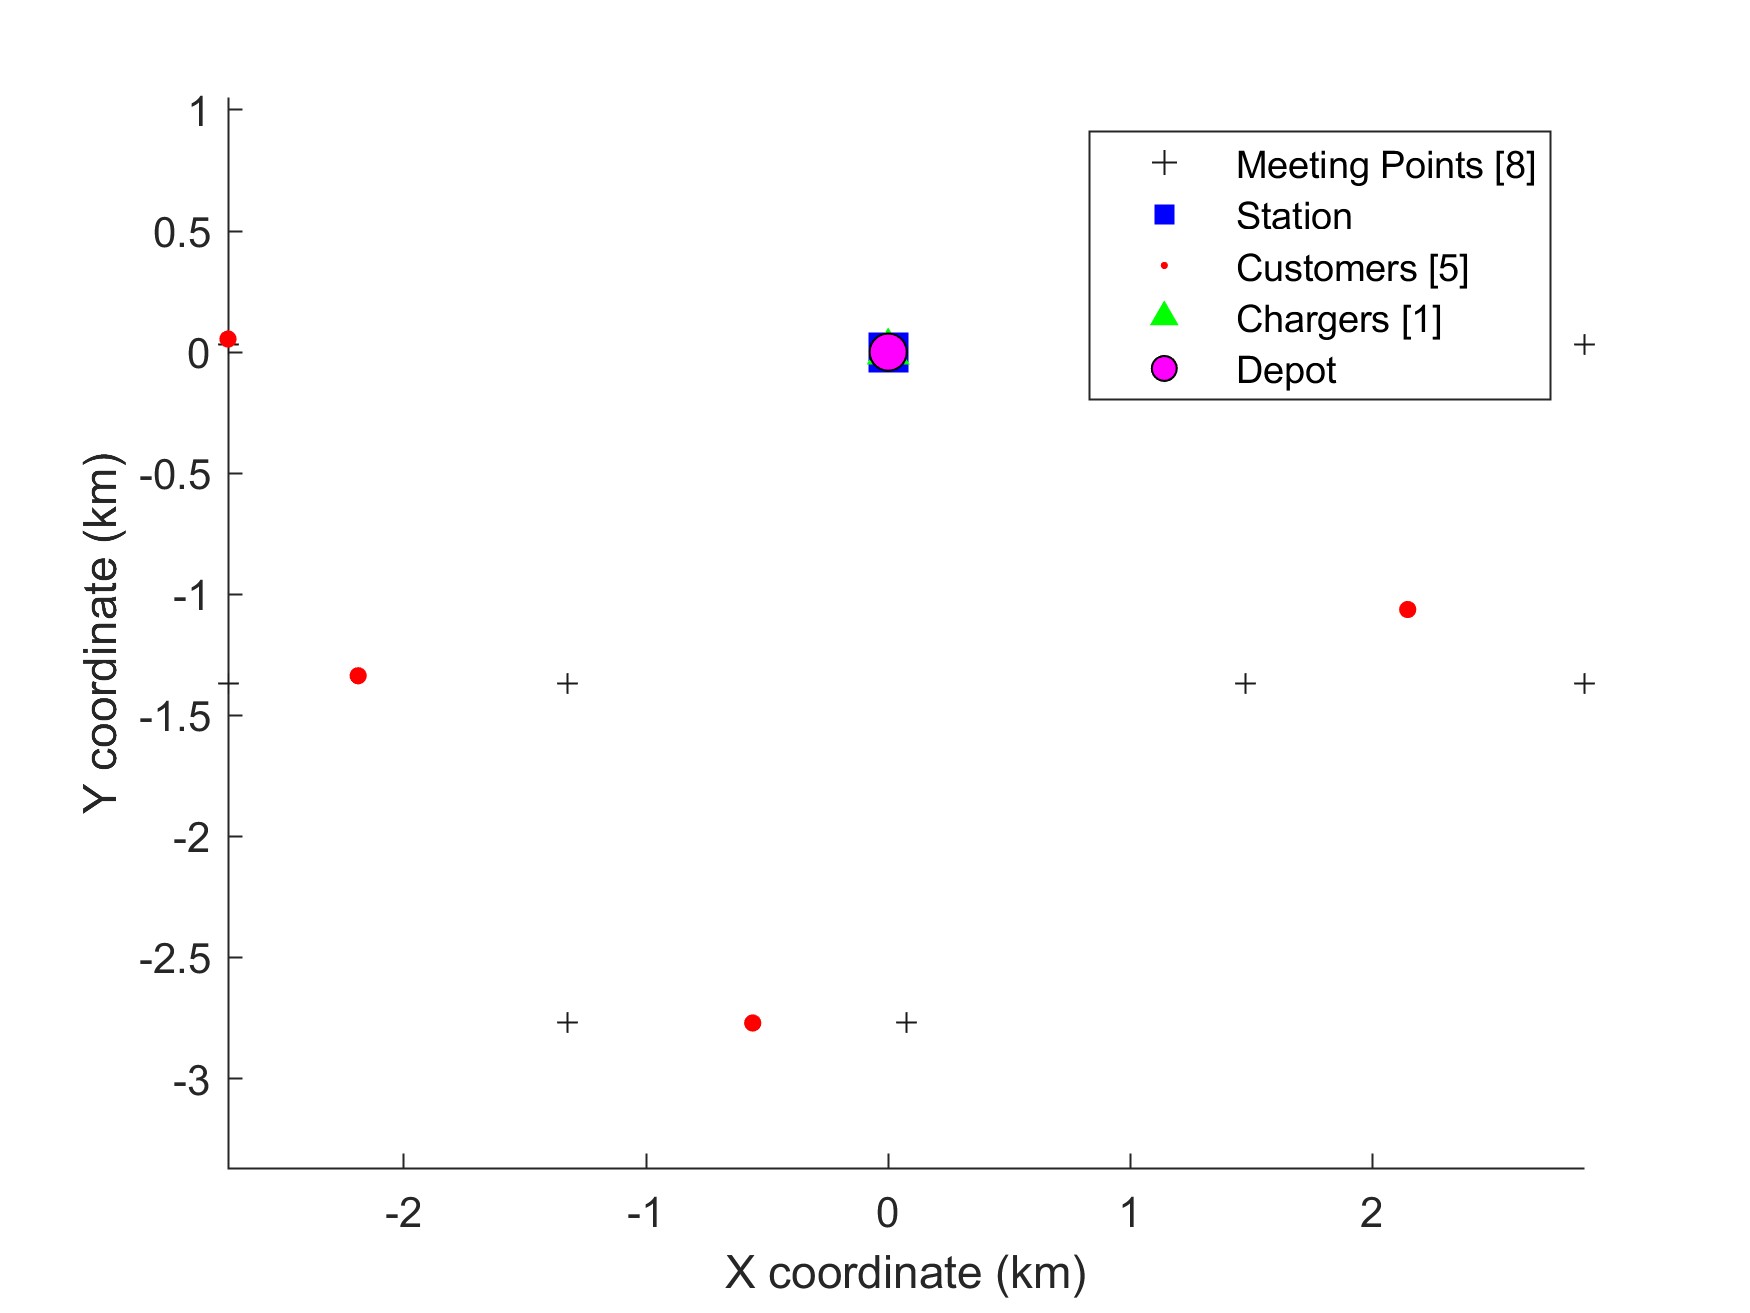 1
0.5
0
-0.5
-1
-1.5
-2
-2.5
-3
Y coordinate (km)
Meeting Points [8]
Station
Customers [5]
Chargers [1]
Depot
-2 -1 0 1 2
X coordinate (km)